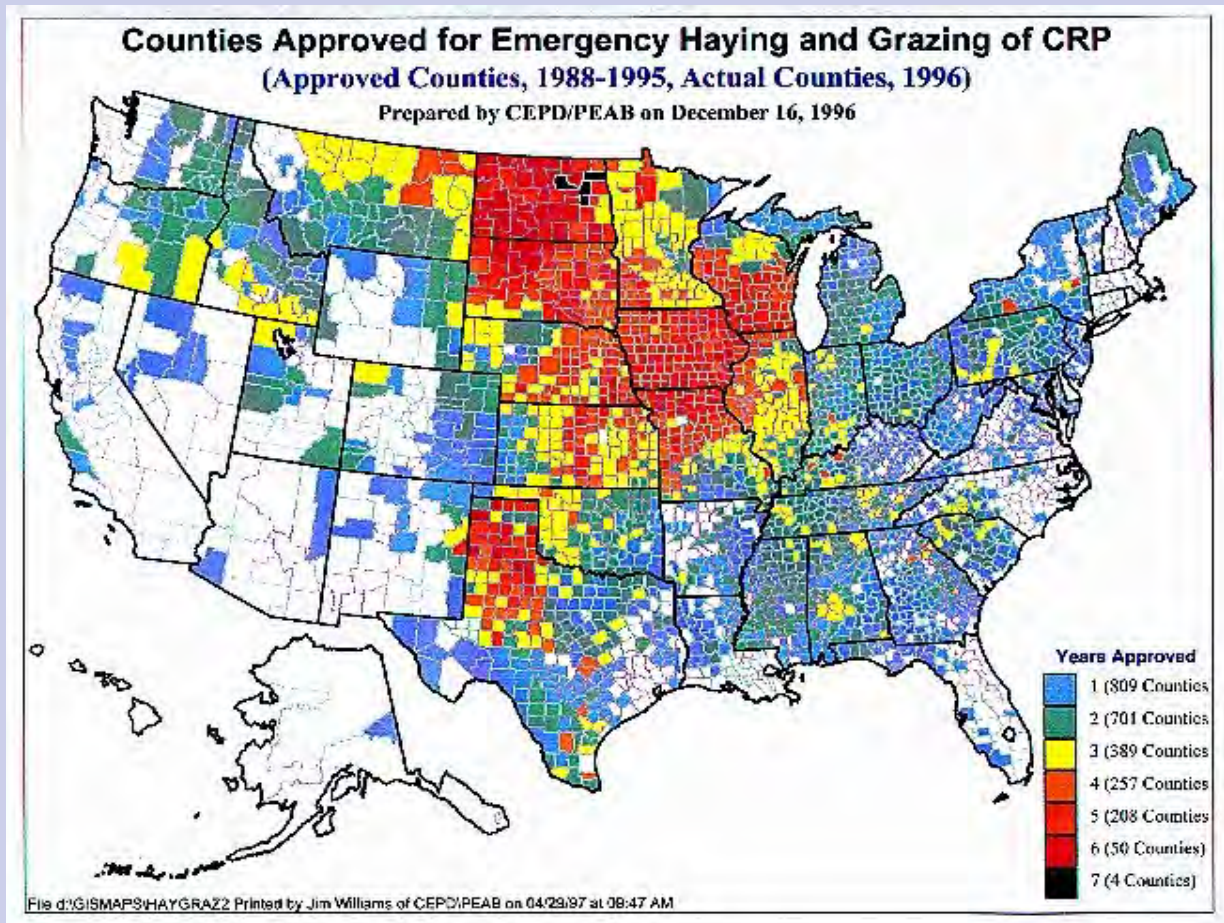 Counties Approved for Emergency Haying and Grazing of CRP
(Approved Counties, 1988-1995, Actual Counties, 1996)
Prepared by CEPD/PEAB on December 16, 1996
Years Approved
1 (809 Counties
2 (701 Counties
3 (389 Counties
4 (257 Counties
5 (208 Counties
6 (50 Counties)
7 (4 Counties)
File d:\GISMAPS\HAYGRAZ2 Printed by Jim Williams of CEPD\PEAB on 04/29/97 at 09:47 AM